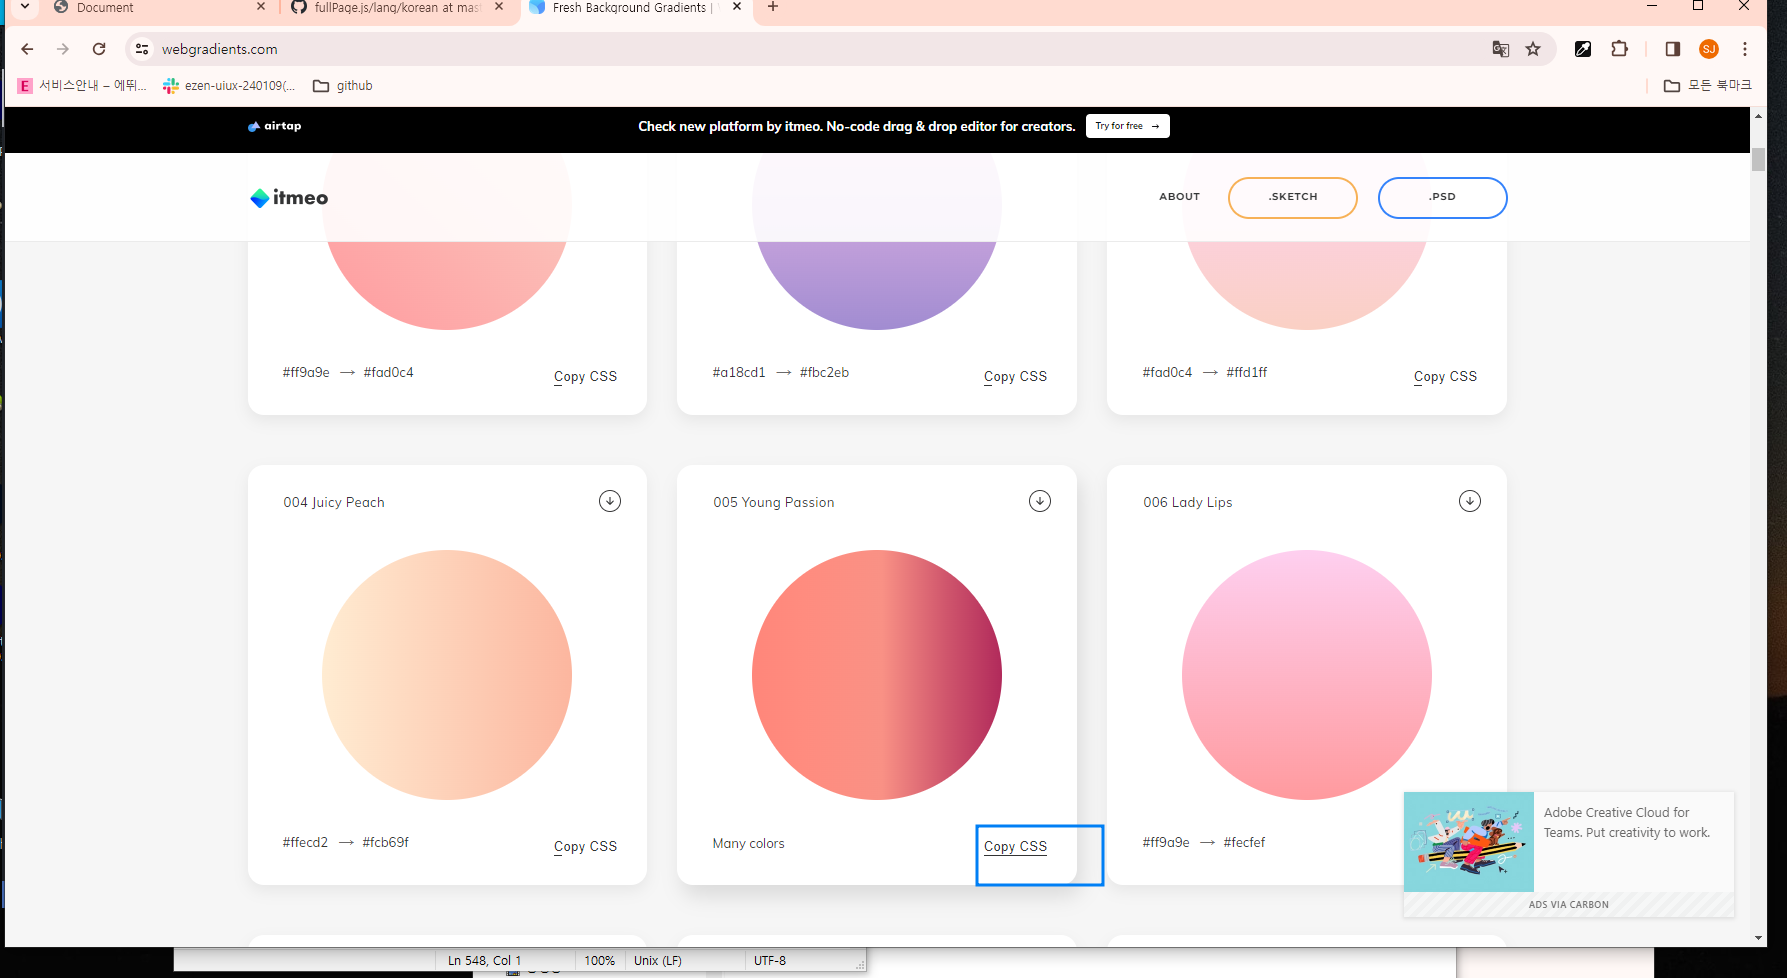 Document
fullPage.js/lang/korean at mast
Fresh Background Gradients |
webgradients.com
SJ
E 서비스안내 – 에뛰...
ezen-uiux-240109(...
github
모든 북마크
airtap
Check new platform by itmeo. No-code drag & drop editor for creators.
Try for free →
itmeo
ABOUT
.SKETCH
.PSD
#ff9a9e → #fad0c4
Copy CSS
#a18cd1 → #fbc2eb
Copy CSS
#fad0c4 → #ffd1ff
Copy CSS
004 Juicy Peach
005 Young Passion
006 Lady Lips
#ffecd2 → #fcb69f
Copy CSS
Many colors
Copy CSS
#ff9a9e → #fecfef
Adobe Creative Cloud for
Teams. Put creativity to work.
ADS VIA CARBON
Ln 548, Col 1
100%
Unix (LF)
UTF-8